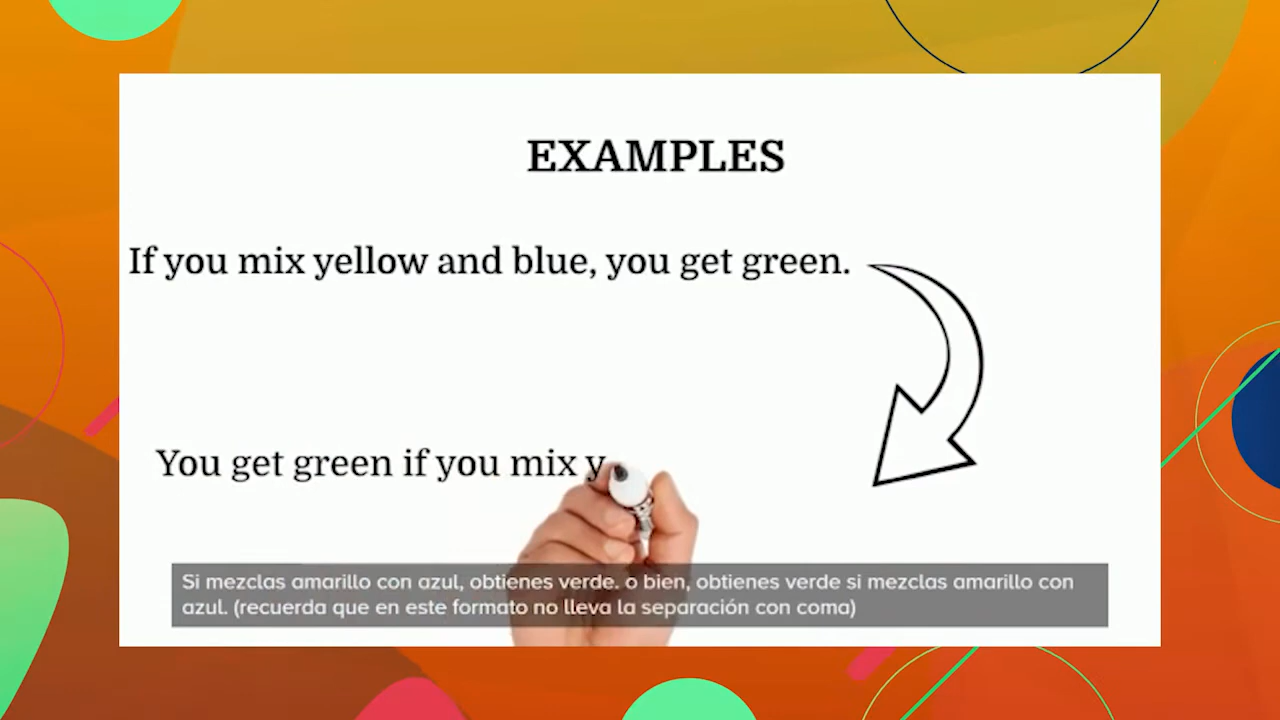 EXAMPLES
If you mix yellow and blue, you get green.
You get green if you mix y
Si mezclas amarillo con azul, obtienes verde. o bien, obtienes verde si mezclas amarillo con
azul. (recuerda que en este formato no lleva la separación con coma)